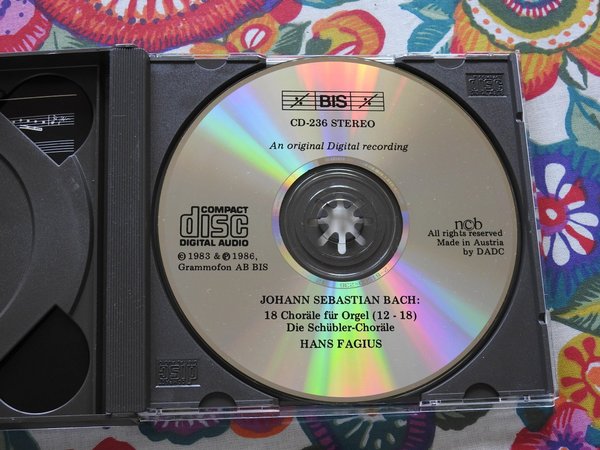 BIS
CD-236 STEREO
An original Digital recording
COMPACT
disc
DIGITAL AUDIO
© 1983 & ℗ 1986,
Grammofon AB BIS
ncb
All rights reserved
Made in Austria
by DADC
JOHANN SEBASTIAN BACH:
18 Choräle für Orgel (12 - 18)
Die Schübler-Choräle
HANS FAGIUS